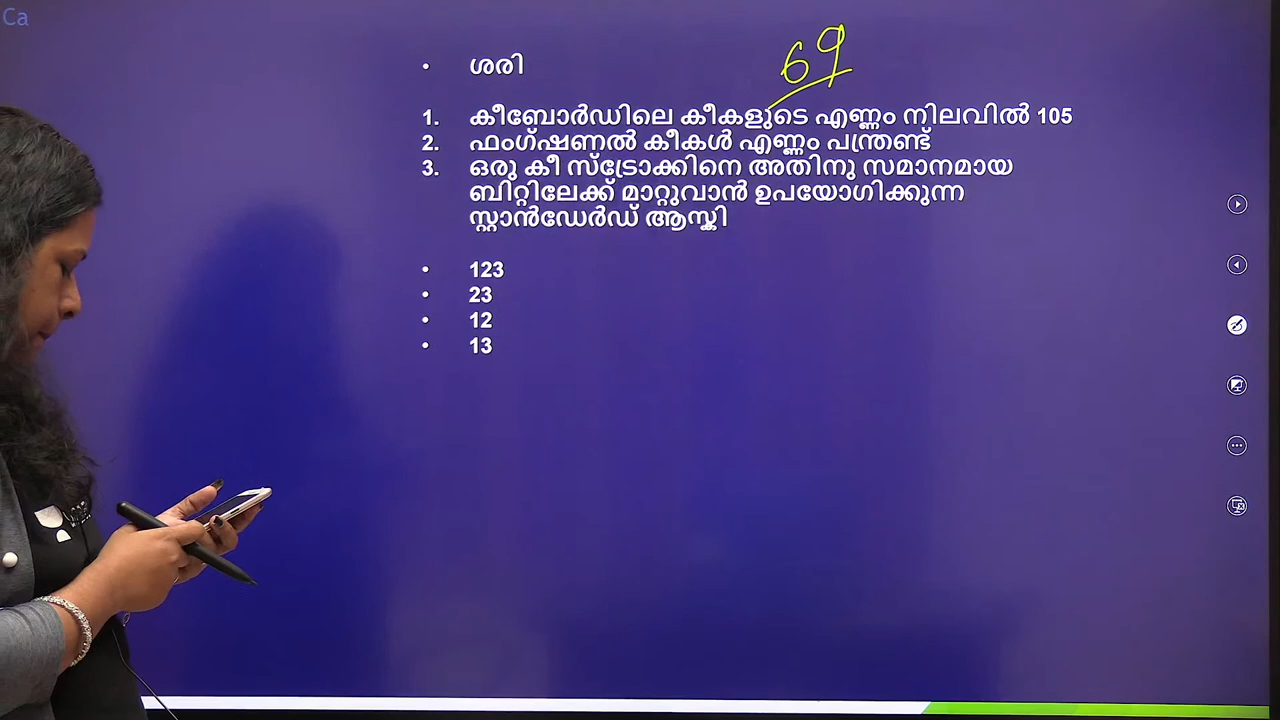 Ca
69
• ശരി
1. കീബോർഡിലെ കീകളുടെ എണ്ണം നിലവിൽ 105
2. ഫംഗ്ഷണൽ കീകൾ എണ്ണം പന്ത്രണ്ട്
3. ഒരു കീ സ്ട്രോക്കിനെ അതിനു സമാനമായ
ബിറ്റിലേക്ക് മാറ്റുവാൻ ഉപയോഗിക്കുന്ന
സ്റ്റാൻഡേർഡ് ആസ്കി
• 123
• 23
• 12
• 13